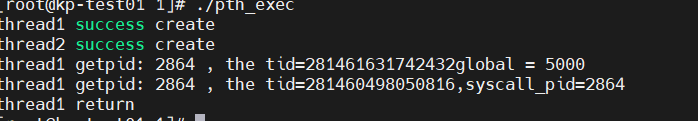 _root@kp-test01 1]# ./pth_exec
thread1 success create
thread2 success create
thread1 getpid: 2864 , the tid=281461631742432global = 5000
thread1 getpid: 2864 , the tid=281460498050816,syscall_pid=2864
thread1 return